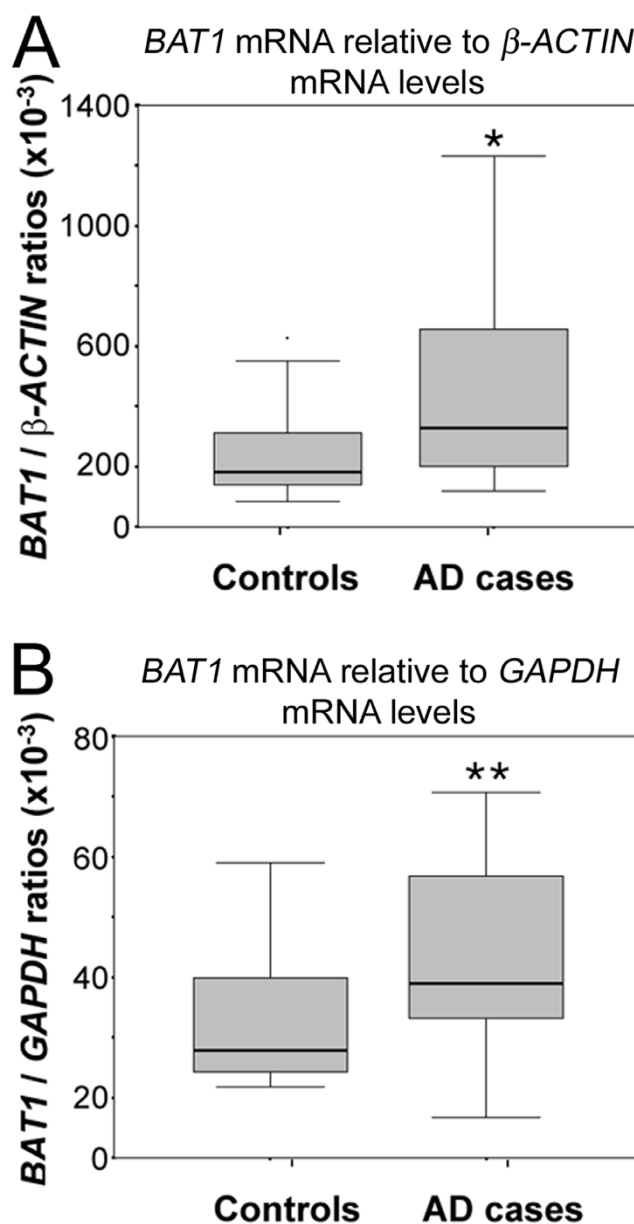 A
BAT1 mRNA relative to β-ACTIN
mRNA levels
BAT1 / β-ACTIN ratios (x10⁻³)
1400
1000
600
200
0
*
Controls AD cases
B
BAT1 mRNA relative to GAPDH
mRNA levels
BAT1 / GAPDH ratios (x10⁻³)
80
60
40
20
0
**
Controls AD cases